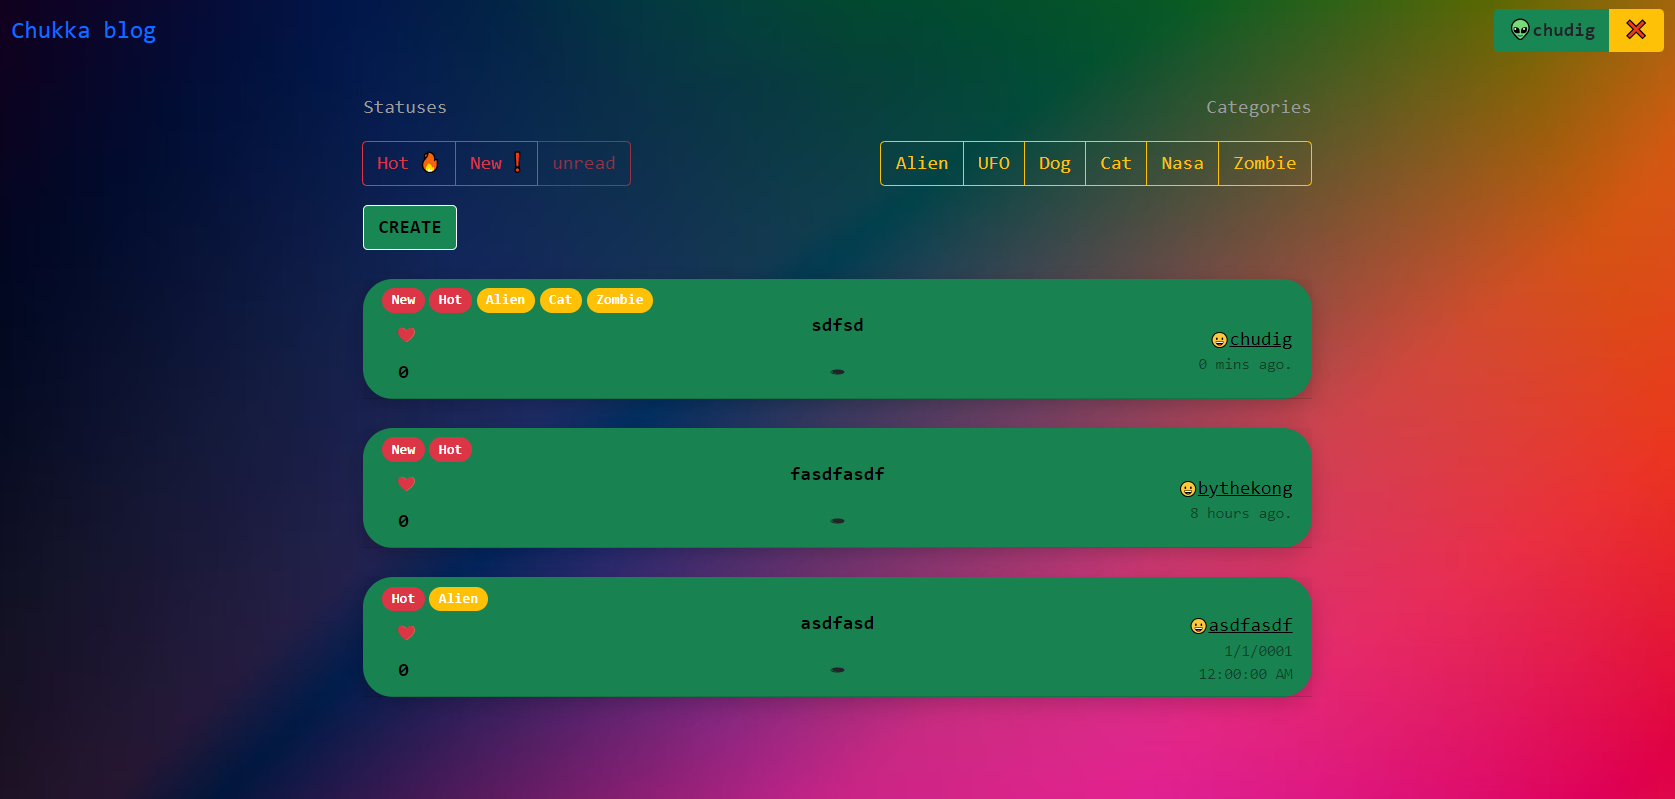 Chukka blog
chudig
Statuses
Categories
Hot New unread
Alien UFO Dog Cat Nasa Zombie
CREATE
New Hot Alien Cat Zombie
sdfsd
chudig
0 mins ago.
0
New Hot
fasdfasdf
bythekong
8 hours ago.
0
Hot Alien
asdfasd
asdfasdf
1/1/0001
12:00:00 AM
0